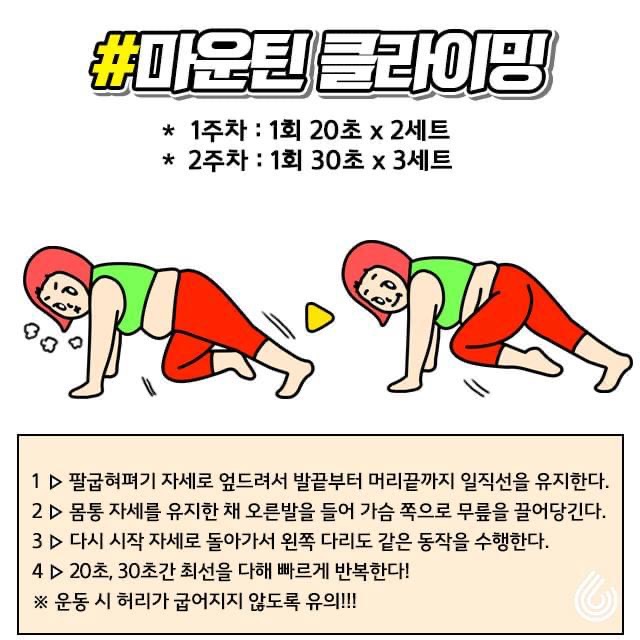 #마운틴 클라이밍
* 1주차 : 1회 20초 x 2세트
* 2주차 : 1회 30초 x 3세트
1 ▷ 팔굽혀펴기 자세로 엎드려서 발끝부터 머리끝까지 일직선을 유지한다.
2 ▷ 몸통 자세를 유지한 채 오른발을 들어 가슴 쪽으로 무릎을 끌어당긴다.
3 ▷ 다시 시작 자세로 돌아가서 왼쪽 다리도 같은 동작을 수행한다.
4 ▷ 20초, 30초간 최선을 다해 빠르게 반복한다!
※ 운동 시 허리가 굽어지지 않도록 유의!!!